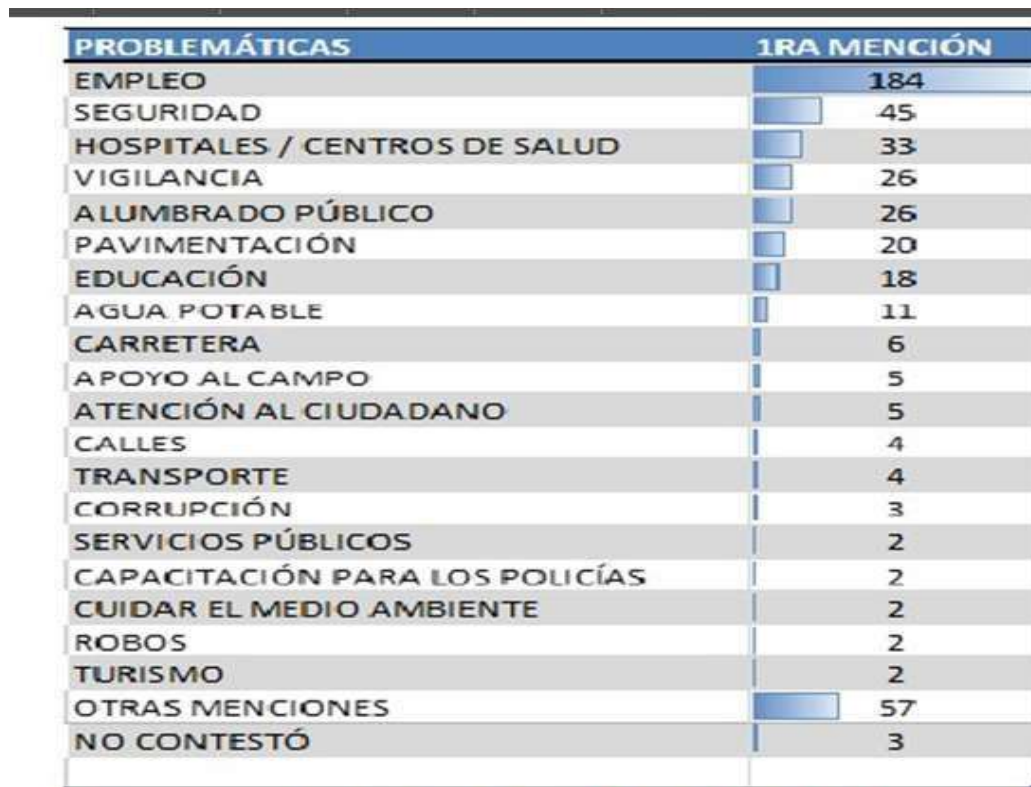 PROBLEMÁTICAS 1RA MENCIÓN
EMPLEO 184
SEGURIDAD 45
HOSPITALES / CENTROS DE SALUD 33
VIGILANCIA 26
ALUMBRADO PÚBLICO 26
PAVIMENTACIÓN 20
EDUCACIÓN 18
AGUA POTABLE 11
CARRETERA 6
APOYO AL CAMPO 5
ATENCIÓN AL CIUDADANO 5
CALLES 4
TRANSPORTE 4
CORRUPCIÓN 3
SERVICIOS PÚBLICOS 2
CAPACITACIÓN PARA LOS POLICÍAS 2
CUIDAR EL MEDIO AMBIENTE 2
ROBOS 2
TURISMO 2
OTRAS MENCIONES 57
NO CONTESTÓ 3